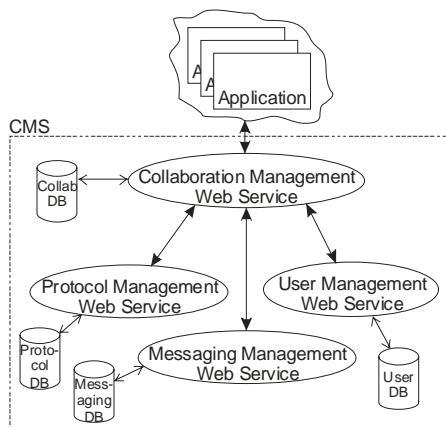 A
A
Application
CMS
Collab
DB
Collaboration Management
Web Service
Protocol Management
Web Service
User Management
Web Service
Proto-
col
DB
Messaging Management
Web Service
Mess-
aging
DB
User
DB